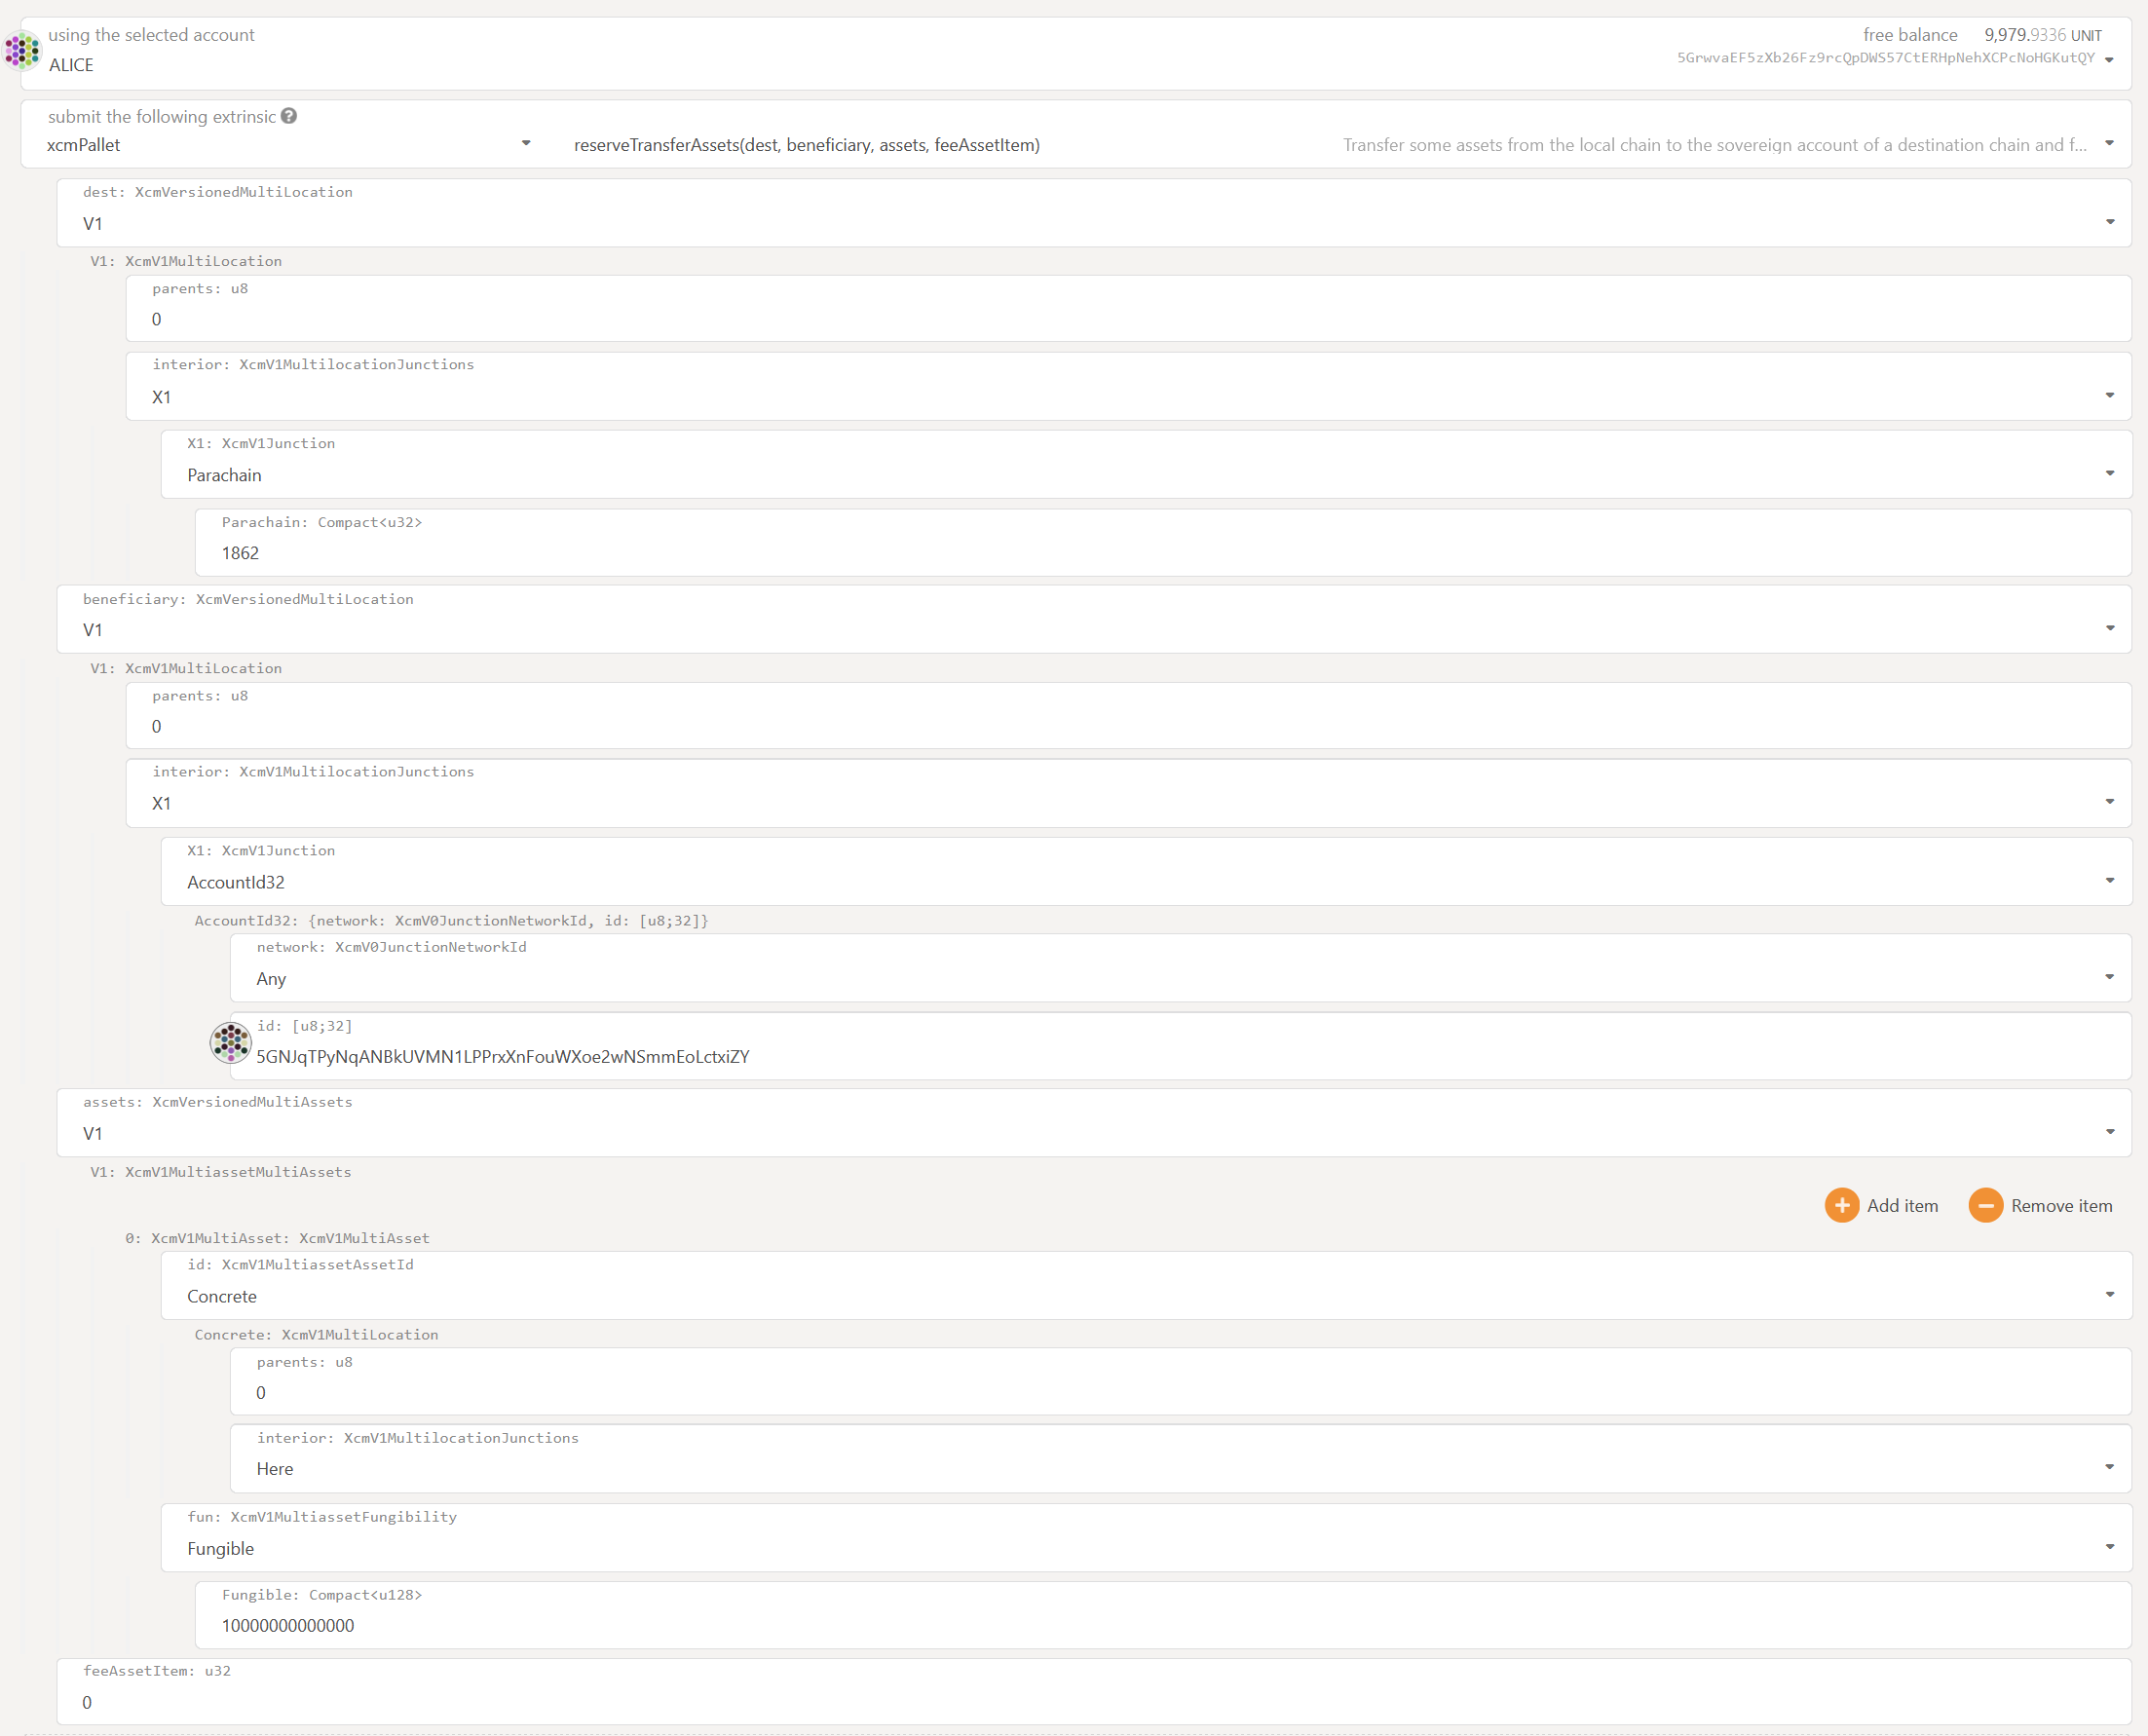 using the selected account
free balance 9,979.9336 UNIT
ALICE
5GrwvaEF5zXb26Fz9rcQpDWS57CtERHpNehXCPcNoHGKutQY
submit the following extrinsic ?
xcmPallet
reserveTransferAssets(dest, beneficiary, assets, feeAssetItem)
Transfer some assets from the local chain to the sovereign account of a destination chain and f...
dest: XcmVersionedMultiLocation
V1
V1: XcmV1MultiLocation
parents: u8
0
interior: XcmV1MultilocationJunctions
X1
X1: XcmV1Junction
Parachain
Parachain: Compact<u32>
1862
beneficiary: XcmVersionedMultiLocation
V1
V1: XcmV1MultiLocation
parents: u8
0
interior: XcmV1MultilocationJunctions
X1
X1: XcmV1Junction
AccountId32
AccountId32: {network: XcmV0JunctionNetworkId, id: [u8;32]}
network: XcmV0JunctionNetworkId
Any
id: [u8;32]
5GNJqTPyNqANBkUVMN1LPPrxXnFouWXoe2wNSmmEoLctxiZY
assets: XcmVersionedMultiAssets
V1
V1: XcmV1MultiassetMultiAssets
Add item
Remove item
0: XcmV1MultiAsset: XcmV1MultiAsset
id: XcmV1MultiassetAssetId
Concrete
Concrete: XcmV1MultiLocation
parents: u8
0
interior: XcmV1MultilocationJunctions
Here
fun: XcmV1MultiassetFungibility
Fungible
Fungible: Compact<u128>
10000000000000
feeAssetItem: u32
0